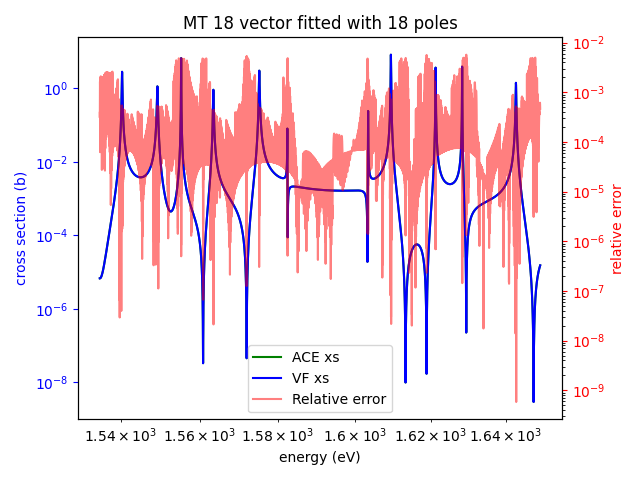 MT 18 vector fitted with 18 poles
cross section (b)
10⁰
10⁻²
10⁻⁴
10⁻⁶
10⁻⁸
10⁻²
10⁻³
10⁻⁴
10⁻⁵
10⁻⁶
10⁻⁷
10⁻⁸
10⁻⁹
relative error
ACE xs
VF xs
Relative error
1.54 × 10³ 1.56 × 10³ 1.58 × 10³ 1.6 × 10³ 1.62 × 10³ 1.64 × 10³
energy (eV)